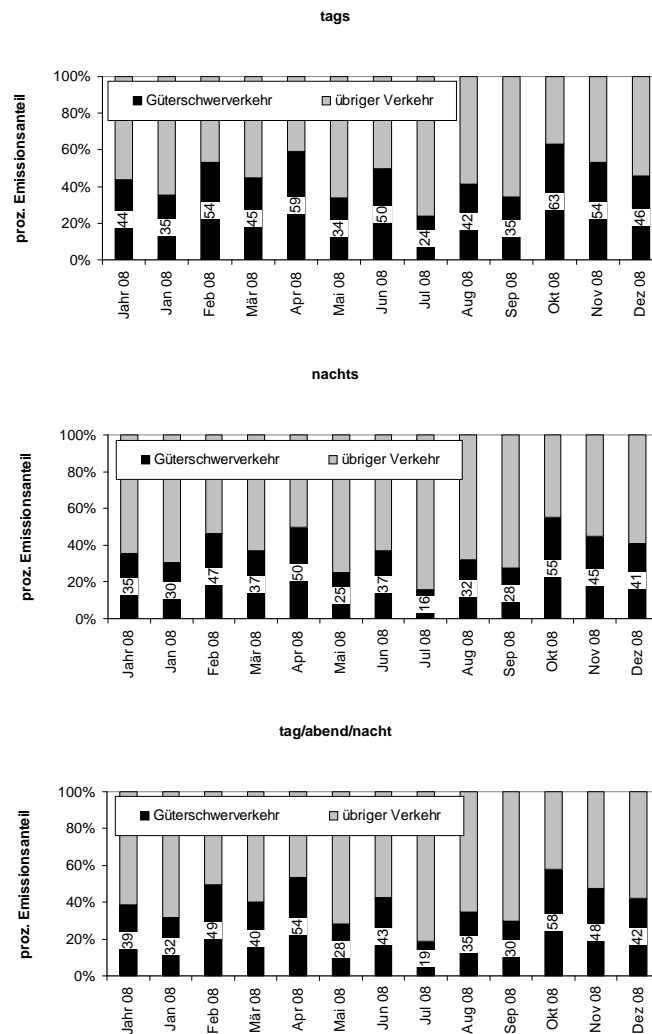 tags
proz. Emissionsanteil
100%
80%
60%
40%
20%
0%
Güterschwerverkehr übriger Verkehr
44 35 54 45 59 34 50 24 42 35 63 54 46
Jahr 08 Jan 08 Feb 08 Mär 08 Apr 08 Mai 08 Jun 08 Jul 08 Aug 08 Sep 08 Okt 08 Nov 08 Dez 08
nachts
proz. Emissionsanteil
100%
80%
60%
40%
20%
0%
Güterschwerverkehr übriger Verkehr
35 30 47 37 50 25 37 16 32 28 55 45 41
Jahr 08 Jan 08 Feb 08 Mär 08 Apr 08 Mai 08 Jun 08 Jul 08 Aug 08 Sep 08 Okt 08 Nov 08 Dez 08
tag/abend/nacht
proz. Emissionsanteil
100%
80%
60%
40%
20%
0%
Güterschwerverkehr übriger Verkehr
39 32 49 40 54 28 43 19 35 30 58 48 42
Jahr 08 Jan 08 Feb 08 Mär 08 Apr 08 Mai 08 Jun 08 Jul 08 Aug 08 Sep 08 Okt 08 Nov 08 Dez 08